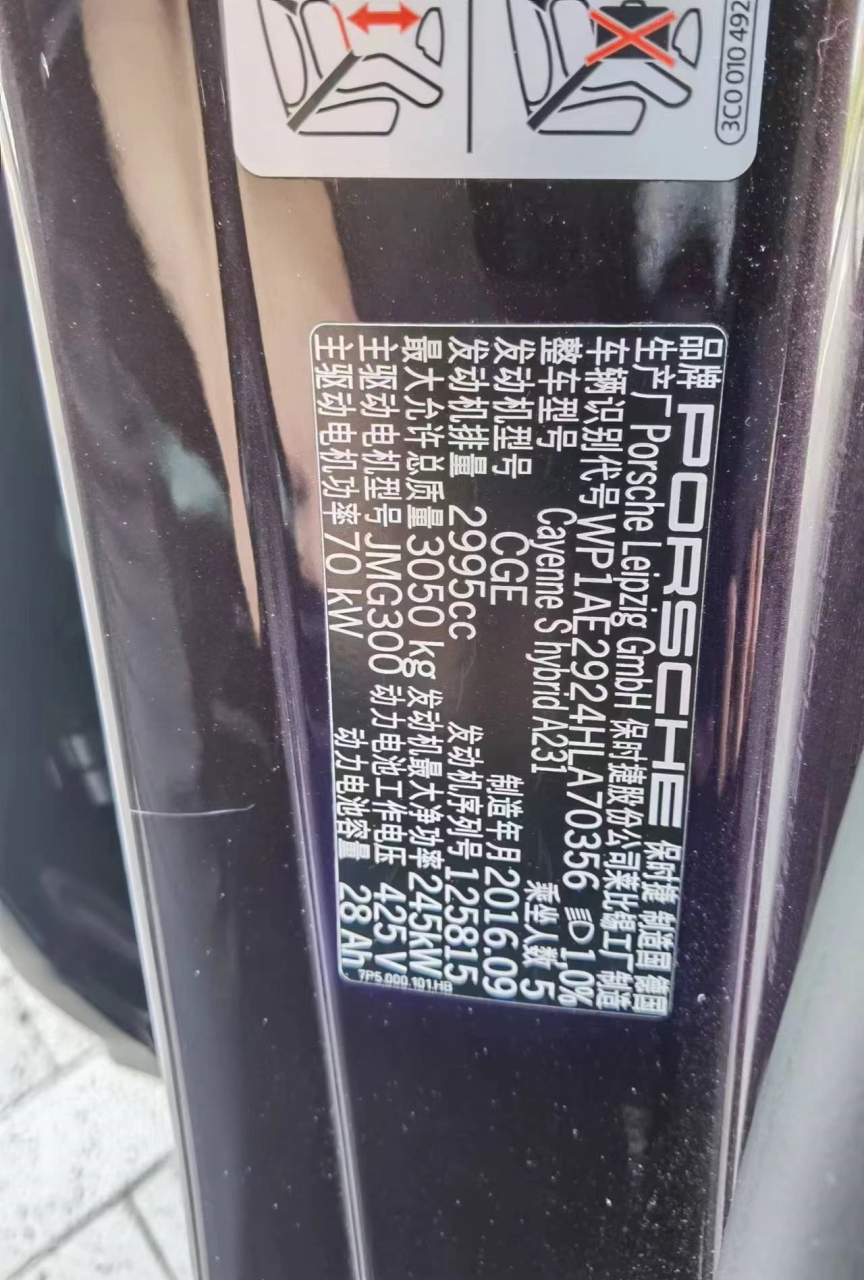 3C0 010 492
品牌 PORSCHE 保时捷 制造国 德国
生产厂 Porsche Leipzig GmbH 保时捷股份公司莱比锡工厂 制造
车辆识别代号 WP1AE2924HLA70356 1.0%
整车型号 Cayenne S hybrid A231 乘坐人数 5
发动机型号 CGE 制造年月 2016.09
发动机排量 2995cc 发动机序列号 125815
最大允许总质量 3050 kg 发动机最大净功率 245kW
主驱动电机型号 JMG300 动力电池工作电压 425 V
主驱动电机功率 70 kW 动力电池容量 28 Ah
7P5.000.101.HB